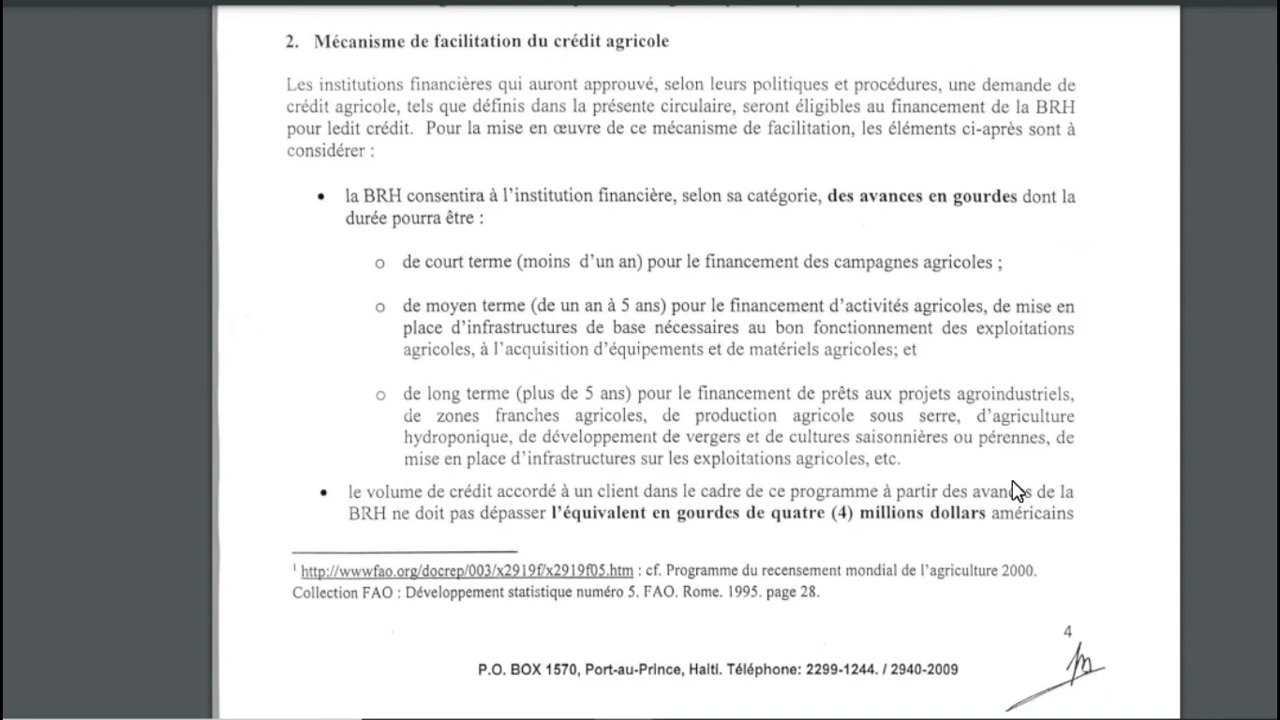 2. Mécanisme de facilitation du crédit agricole
Les institutions financières qui auront approuvé, selon leurs politiques et procédures, une demande de
crédit agricole, tels que définis dans la présente circulaire, seront éligibles au financement de la BRH
pour ledit crédit. Pour la mise en œuvre de ce mécanisme de facilitation, les éléments ci-après sont à
considérer :
• la BRH consentira à l'institution financière, selon sa catégorie, des avances en gourdes dont la
durée pourra être :
o de court terme (moins d'un an) pour le financement des campagnes agricoles ;
o de moyen terme (de un an à 5 ans) pour le financement d'activités agricoles, de mise en
place d'infrastructures de base nécessaires au bon fonctionnement des exploitations
agricoles, à l'acquisition d'équipements et de matériels agricoles; et
o de long terme (plus de 5 ans) pour le financement de prêts aux projets agroindustriels,
de zones franches agricoles, de production agricole sous serre, d'agriculture
hydroponique, de développement de vergers et de cultures saisonnières ou pérennes, de
mise en place d'infrastructures sur les exploitations agricoles, etc.
• le volume de crédit accordé à un client dans le cadre de ce programme à partir des avances de la
BRH ne doit pas dépasser l'équivalent en gourdes de quatre (4) millions dollars américains
1 http://wwwfao.org/docrep/003/x2919f/x2919f05.htm : cf. Programme du recensement mondial de l'agriculture 2000.
Collection FAO : Développement statistique numéro 5. FAO. Rome. 1995. page 28.
4
P.O. BOX 1570, Port-au-Prince, Haiti. Téléphone: 2299-1244. / 2940-2009